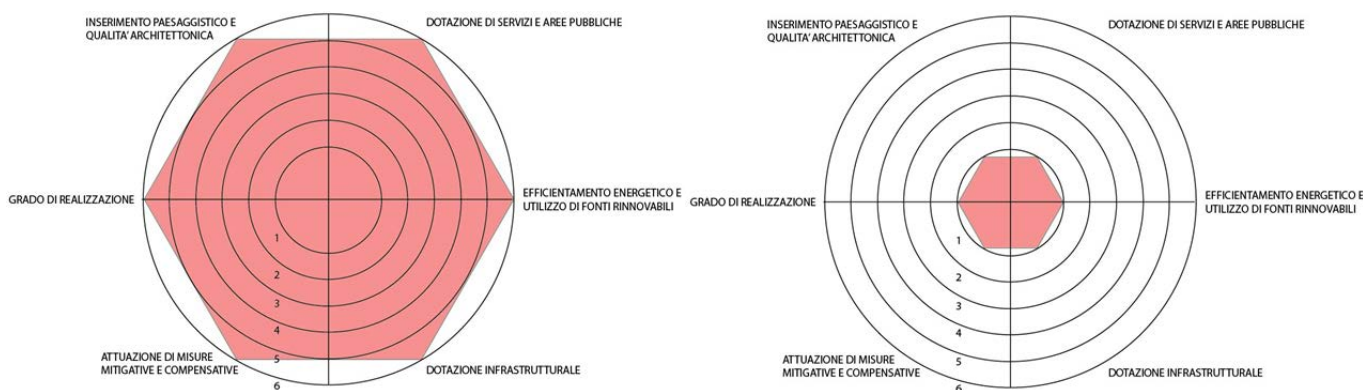 INSERIMENTO PAESAGGISTICO E
QUALITA' ARCHITETTONICA
DOTAZIONE DI SERVIZI E AREE PUBBLICHE
GRADO DI REALIZZAZIONE
EFFICIENTAMENTO ENERGETICO E
UTILIZZO DI FONTI RINNOVABILI
1
2
3
4
5
6
ATTUAZIONE DI MISURE
MITIGATIVE E COMPENSATIVE
DOTAZIONE INFRASTRUTTURALE
INSERIMENTO PAESAGGISTICO E
QUALITA' ARCHITETTONICA
DOTAZIONE DI SERVIZI E AREE PUBBLICHE
GRADO DI REALIZZAZIONE
EFFICIENTAMENTO ENERGETICO E
UTILIZZO DI FONTI RINNOVABILI
1
2
3
4
5
6
ATTUAZIONE DI MISURE
MITIGATIVE E COMPENSATIVE
DOTAZIONE INFRASTRUTTURALE